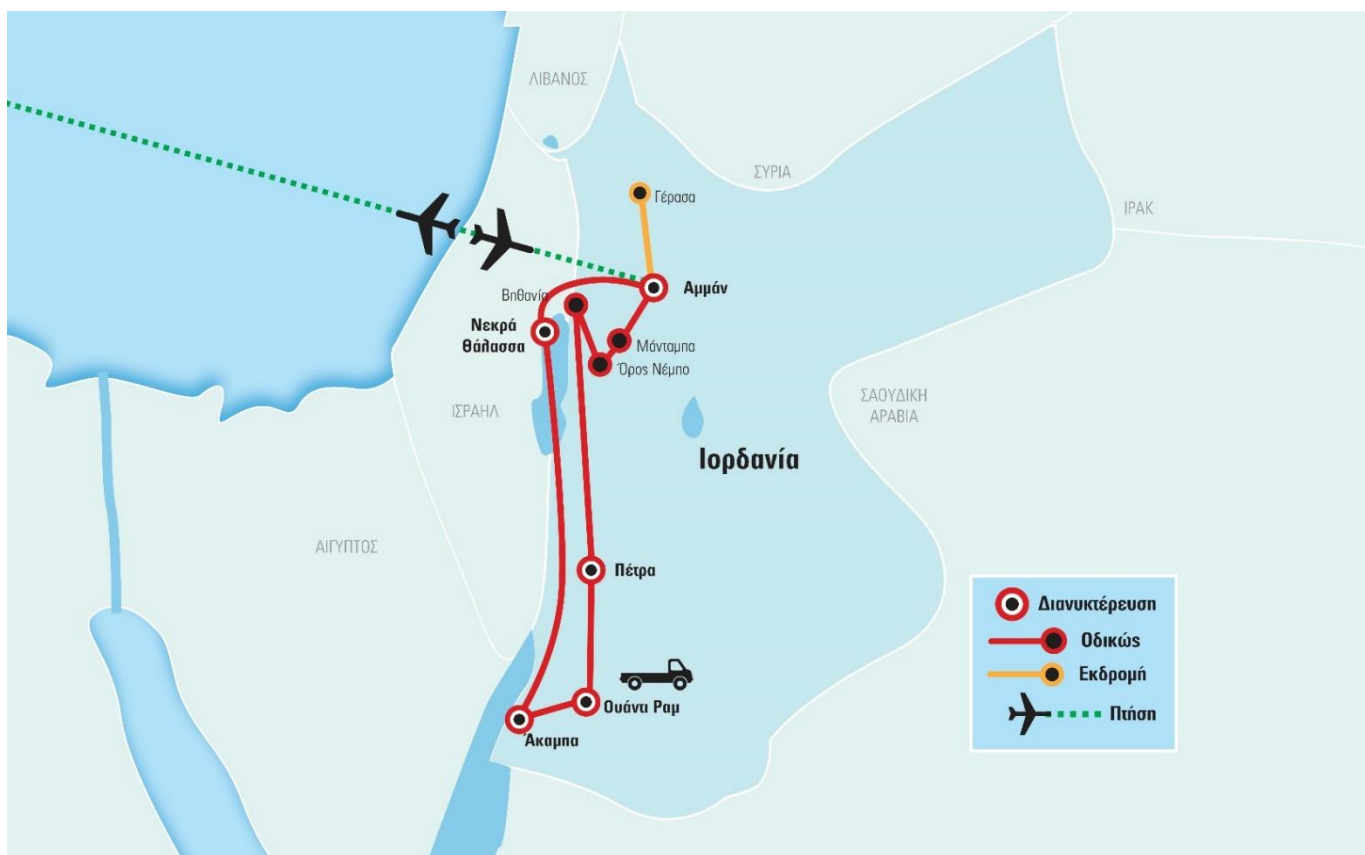 ΛΙΒΑΝΟΣ
ΣΥΡΙΑ
ΙΡΑΚ
Γέρασα
Αμμάν
Βηθανία
Νεκρά
Θάλασσα
Μάνταμπα
Όρος Νέμπο
ΙΣΡΑΗΛ
ΣΑΟΥΔΙΚΗ
ΑΡΑΒΙΑ
Ιορδανία
ΑΙΓΥΠΤΟΣ
Πέτρα
Ουάντι Ραμ
Άκαμπα
Διανυκτέρευση
Οδικώς
Εκδρομή
Πτήση